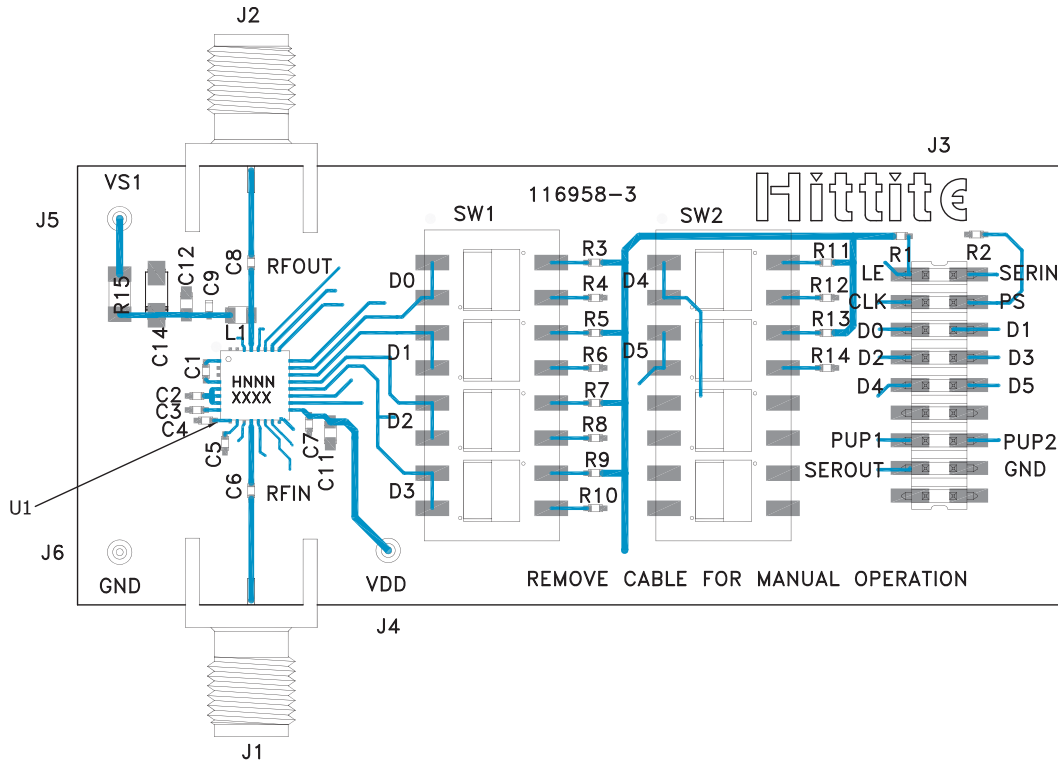 J2
J3
VS1
116958-3
Hittite
J5
SW1
SW2
R3
R11
R1
R2
C12
C9
C8
RFOUT
D0
D4
LE
SERIN
R15
R4
R12
CLK
PS
C14
L1
R5
R13
D0
D1
C1
D1
R6
D5
R14
D2
D3
HNNN
XXXX
C2
C3
C4
R7
D4
D5
D2
C5
C7
C11
R8
PUP1
PUP2
R9
SEROUT
GND
C6
RFIN
D3
R10
U1
J6
GND
VDD
REMOVE CABLE FOR MANUAL OPERATION
J4
J1